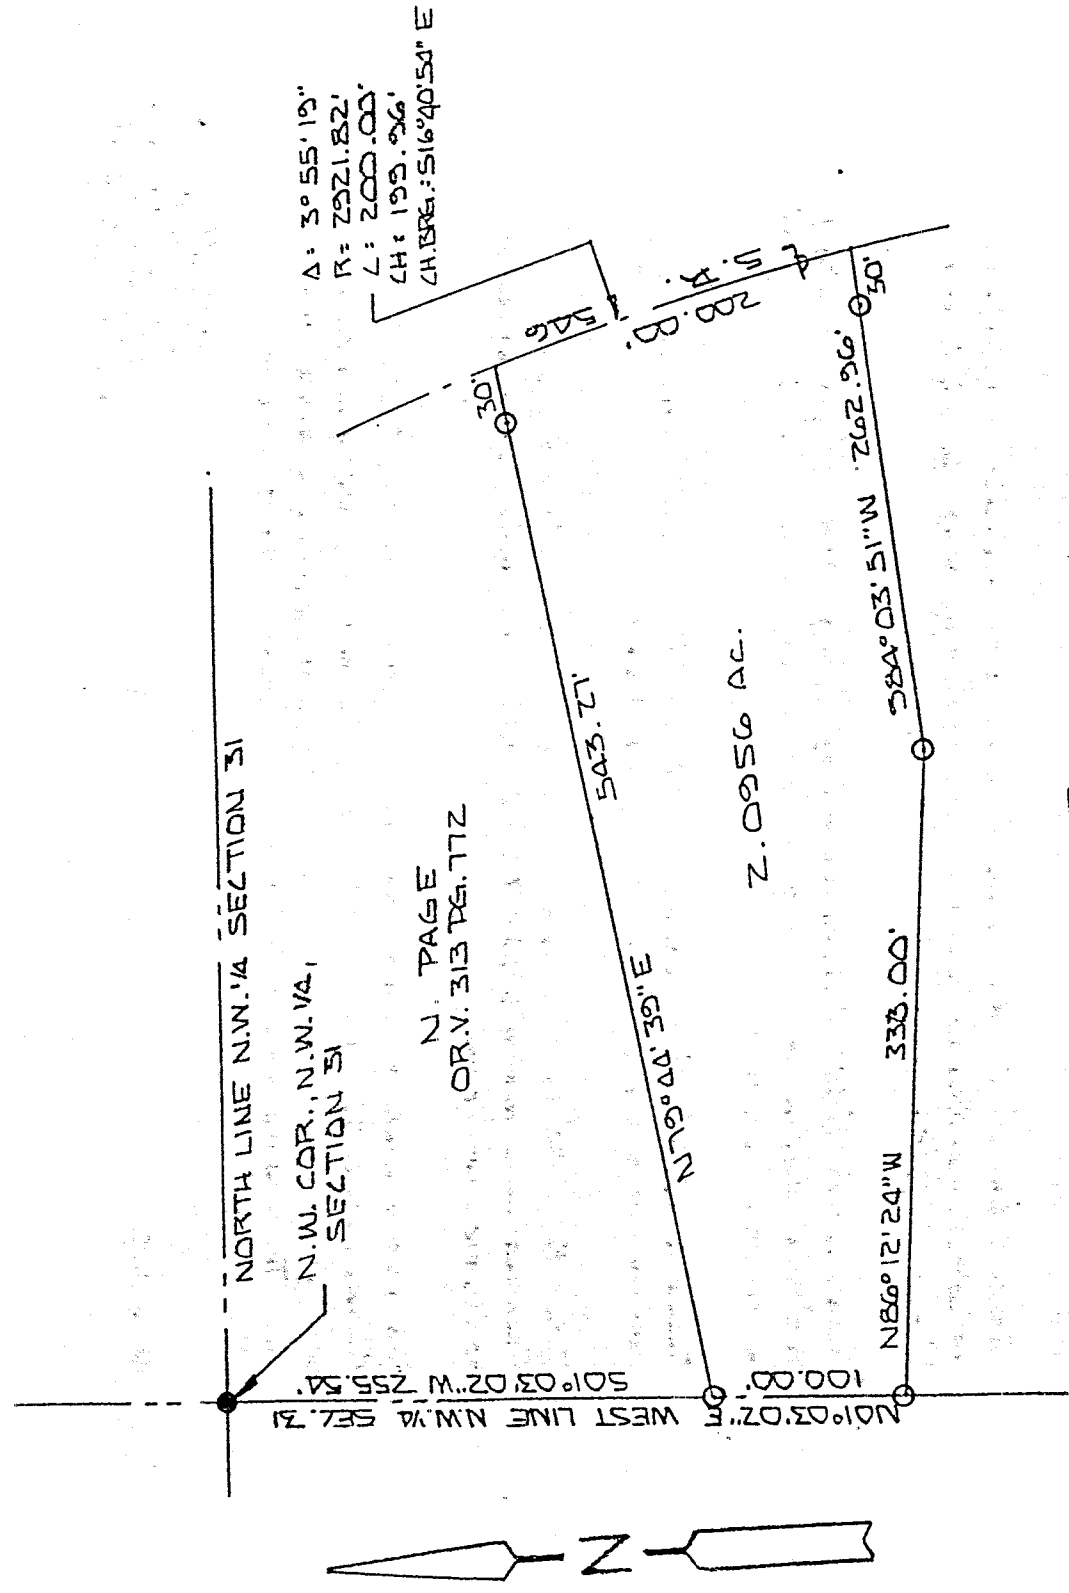 Δ: 3° 55' 19"
R= 2921.82'
L: 200.00'
CH: 199.96'
CH.BRG.: S16°40'54" E
NORTH LINE N.W. 1/4 SECTION 31
N.W. COR., N.W. 1/4,
SECTION 31
N. PAGE
OR.V. 313 PG. 772
30'
546
S. R.
200.00'
30'
N79° 44' 39" E
543.27'
2.0956 AC.
S84° 03' 51" W 262.96'
N86° 12' 24" W 333.00'
S01°03'02" W 255.54'
WEST LINE N.W. 1/4 SEC. 31
N01°03'02" E
100.00'
N